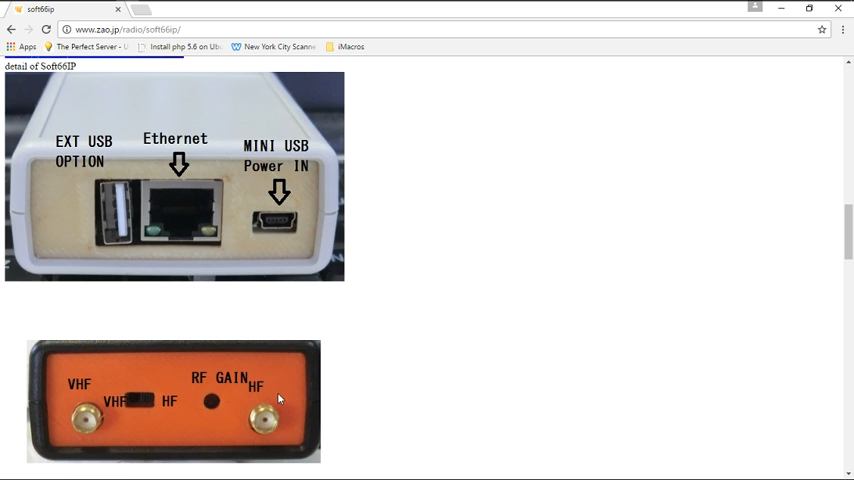 soft66ip
www.zao.jp/radio/soft66ip/
Apps
The Perfect Server - U
Install php 5.6 on Ubu
New York City Scanne
iMacros
detail of Soft66IP
EXT USB
OPTION
Ethernet
MINI USB
Power IN
VHF
VHF
HF
RF GAIN
HF